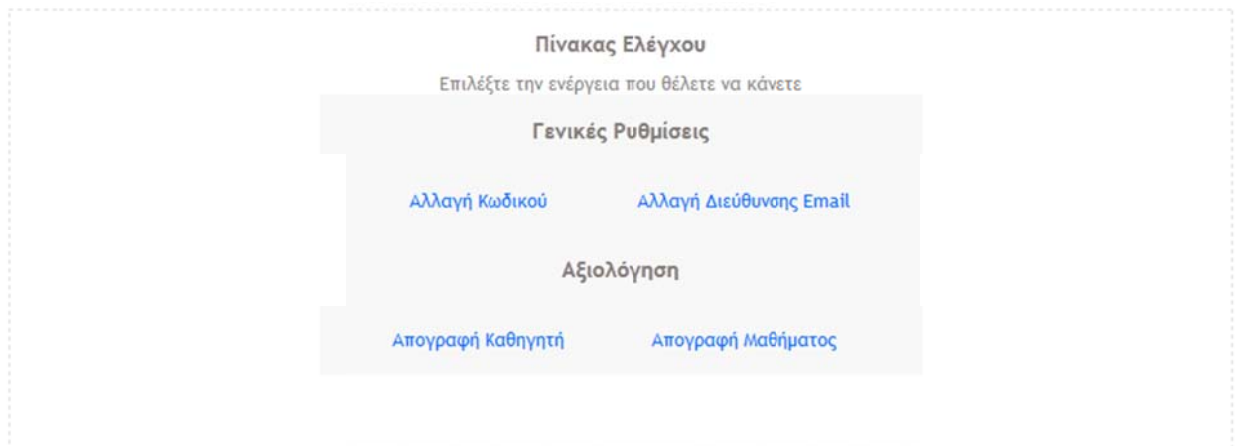 Πίνακας Ελέγχου
Επιλέξτε την ενέργεια που θέλετε να κάνετε
Γενικές Ρυθμίσεις
Αλλαγή Κωδικού Αλλαγή Διεύθυνσης Email
Αξιολόγηση
Απογραφή Καθηγητή Απογραφή Μαθήματος